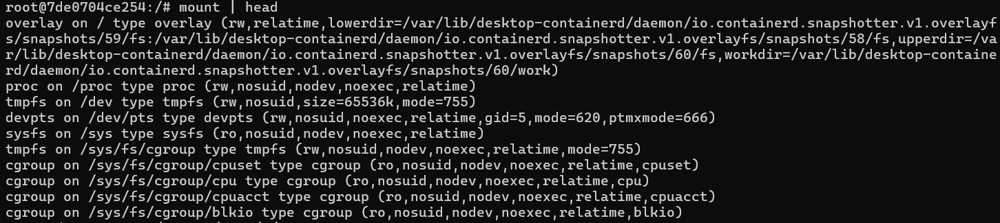 root@7de0704ce254:/# mount | head
overlay on / type overlay (rw,relatime,lowerdir=/var/lib/desktop-containerd/daemon/io.containerd.snapshotter.v1.overlayf
s/snapshots/59/fs:/var/lib/desktop-containerd/daemon/io.containerd.snapshotter.v1.overlayfs/snapshots/58/fs,upperdir=/va
r/lib/desktop-containerd/daemon/io.containerd.snapshotter.v1.overlayfs/snapshots/60/fs,workdir=/var/lib/desktop-containe
rd/daemon/io.containerd.snapshotter.v1.overlayfs/snapshots/60/work)
proc on /proc type proc (rw,nosuid,nodev,noexec,relatime)
tmpfs on /dev type tmpfs (rw,nosuid,size=65536k,mode=755)
devpts on /dev/pts type devpts (rw,nosuid,noexec,relatime,gid=5,mode=620,ptmxmode=666)
sysfs on /sys type sysfs (ro,nosuid,nodev,noexec,relatime)
tmpfs on /sys/fs/cgroup type tmpfs (rw,nosuid,nodev,noexec,relatime,mode=755)
cgroup on /sys/fs/cgroup/cpuset type cgroup (ro,nosuid,nodev,noexec,relatime,cpuset)
cgroup on /sys/fs/cgroup/cpu type cgroup (ro,nosuid,nodev,noexec,relatime,cpu)
cgroup on /sys/fs/cgroup/cpuacct type cgroup (ro,nosuid,nodev,noexec,relatime,cpuacct)
cgroup on /sys/fs/cgroup/blkio type cgroup (ro,nosuid,nodev,noexec,relatime,blkio)